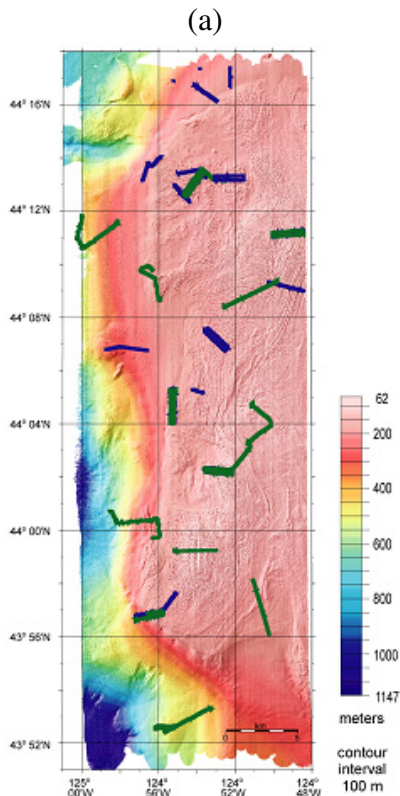 (a)
44° 16'N
44° 12'N
44° 08'N
44° 04'N
44° 00'N
43° 56'N
43° 52'N
62
200
400
600
800
1000
1147
meters
contour
interval
100 m
km
0 5
125° 124° 124° 124°
00'W 56'W 52'W 48'W